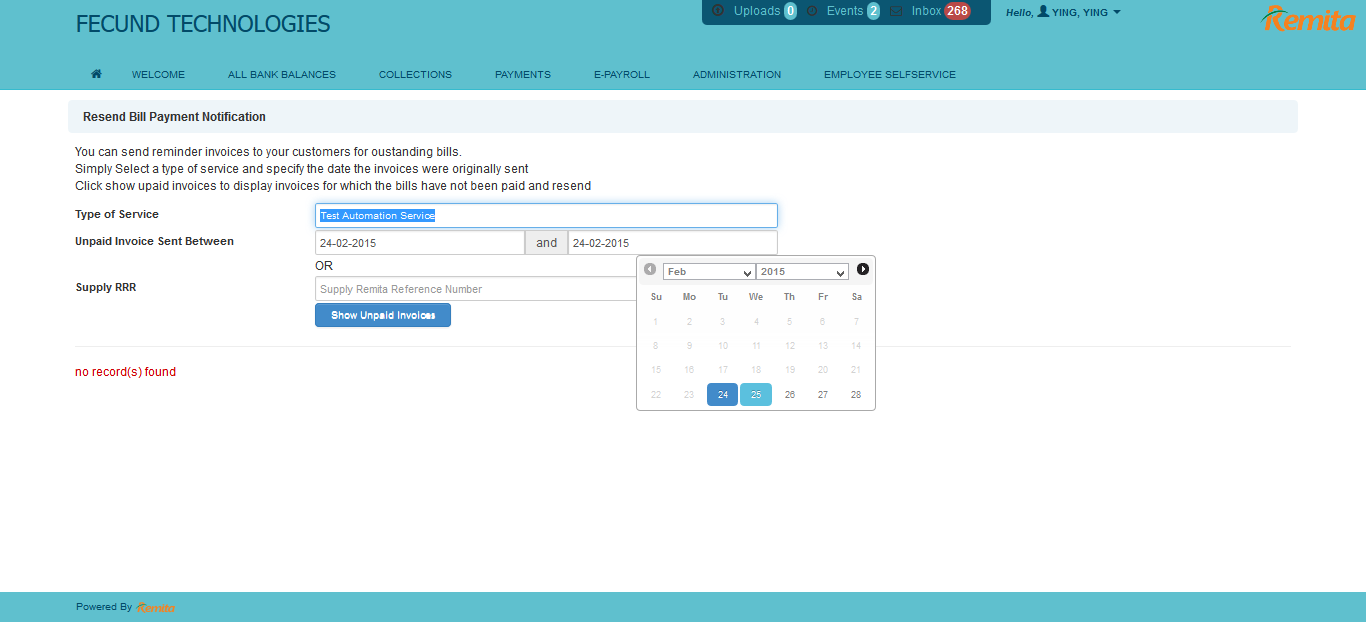 FECUND TECHNOLOGIES
Uploads 0 Events 2 Inbox 268
Hello, YING, YING
Remita
WELCOME ALL BANK BALANCES COLLECTIONS PAYMENTS E-PAYROLL ADMINISTRATION EMPLOYEE SELFSERVICE
Resend Bill Payment Notification
You can send reminder invoices to your customers for oustanding bills.
Simply Select a type of service and specify the date the invoices were originally sent
Click show upaid invoices to display invoices for which the bills have not been paid and resend
Type of Service Test Automation Service
Unpaid Invoice Sent Between 24-02-2015 and 24-02-2015
OR
Supply RRR Supply Remita Reference Number
Show Unpaid Invoices
Feb 2015
Su Mo Tu We Th Fr Sa
1 2 3 4 5 6 7
8 9 10 11 12 13 14
15 16 17 18 19 20 21
22 23 24 25 26 27 28
no record(s) found
Powered By Remita